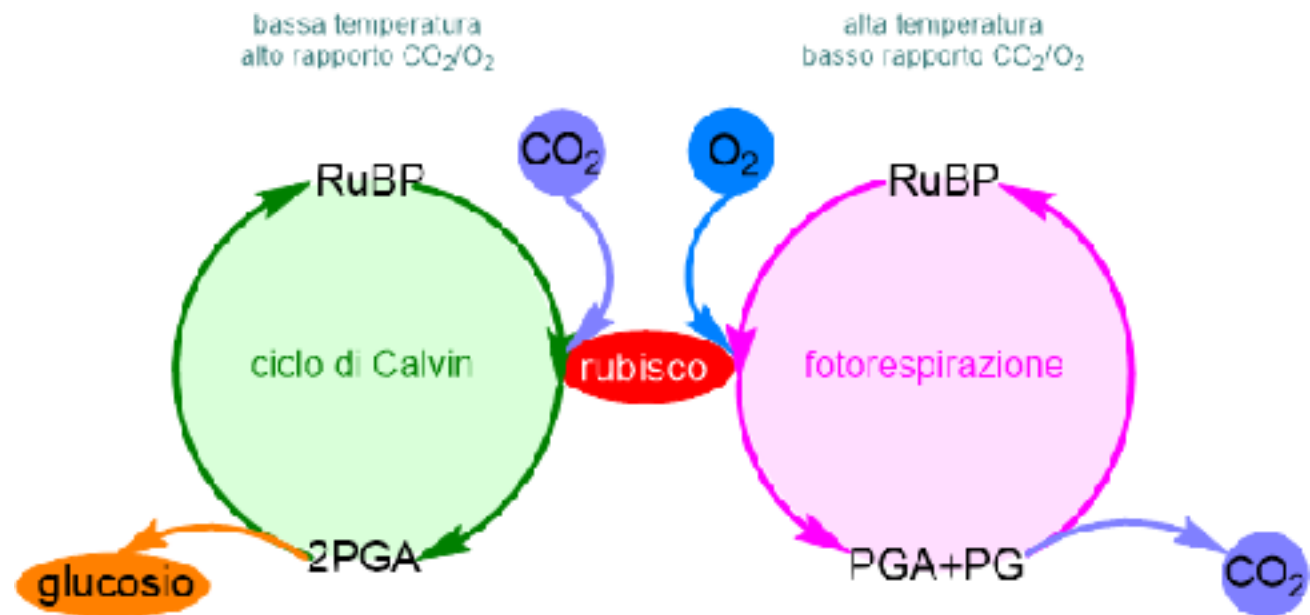 bassa temperatura
alto rapporto CO₂/O₂
alta temperatura
basso rapporto CO₂/O₂
CO₂
O₂
RuBP
RuBP
ciclo di Calvin
rubisco
fotorespirazione
2PGA
PGA+PG
glucosio
CO₂